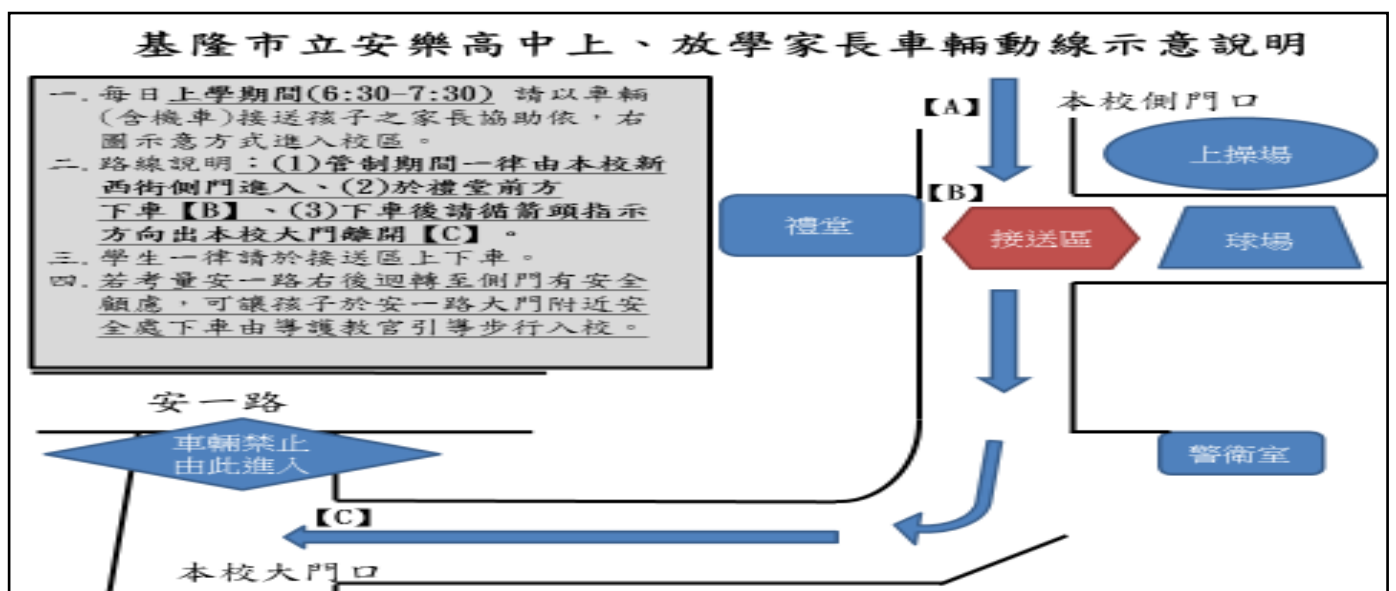 基隆市立安樂高中上、放學家長車輛動線示意說明
一.每日上學期間(6:30-7:30) 請以車輛
(含機車)接送孩子之家長協助依,右
圖示意方式進入校區。
二.路線說明:(1)管制期間一律由本校新
西街側門進入、(2)於禮堂前方
下車【B】、(3)下車後請循箭頭指示
方向出本校大門離開【C】。
三.學生一律請於接送區上下車。
四.若考量安一路右後迴轉至側門有安全
顧慮,可讓孩子於安一路大門附近安
全處下車由導護教官引導步行入校。
【A】
本校側門口
上操場
【B】
禮堂
接送區
球場
安一路
車輛禁止
由此進入
警衛室
【C】
本校大門口